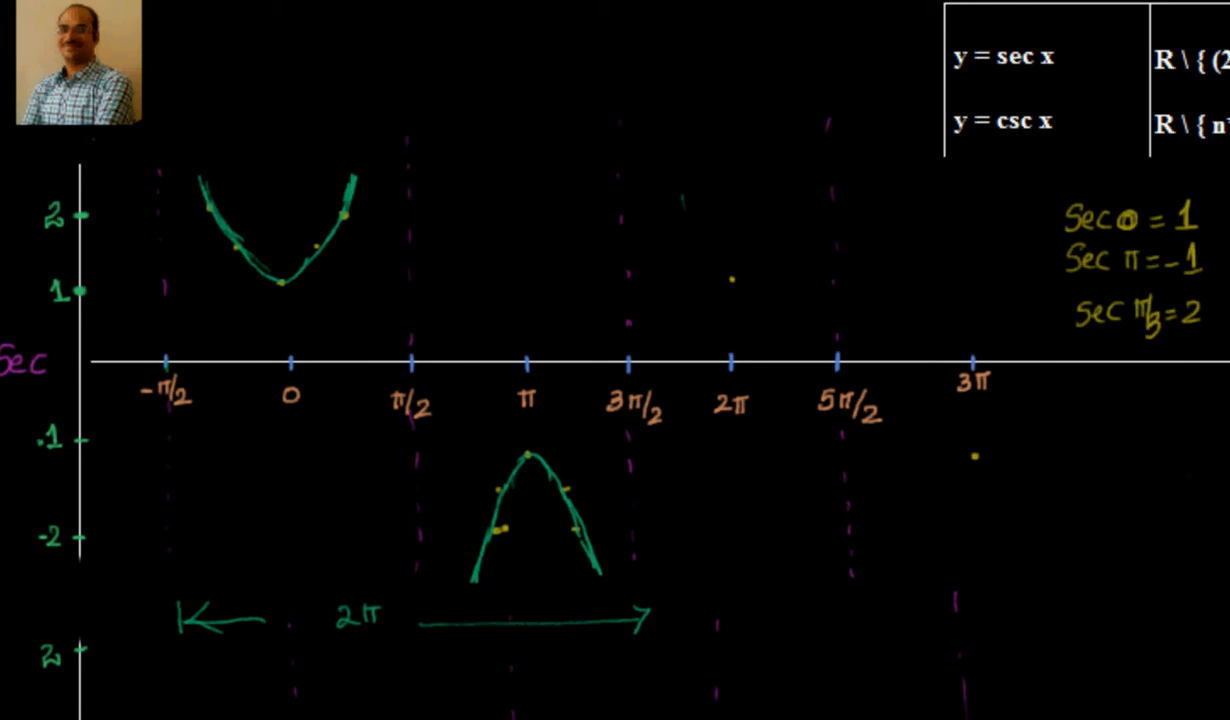 y = sec x R \ { (2
y = csc x R \ { n
2
1
Sec
-π/2 0 π/2 π 3π/2 2π 5π/2 3π
.1
-2
2π
2
Sec 0 = 1
Sec π = -1
Sec π/3 = 2